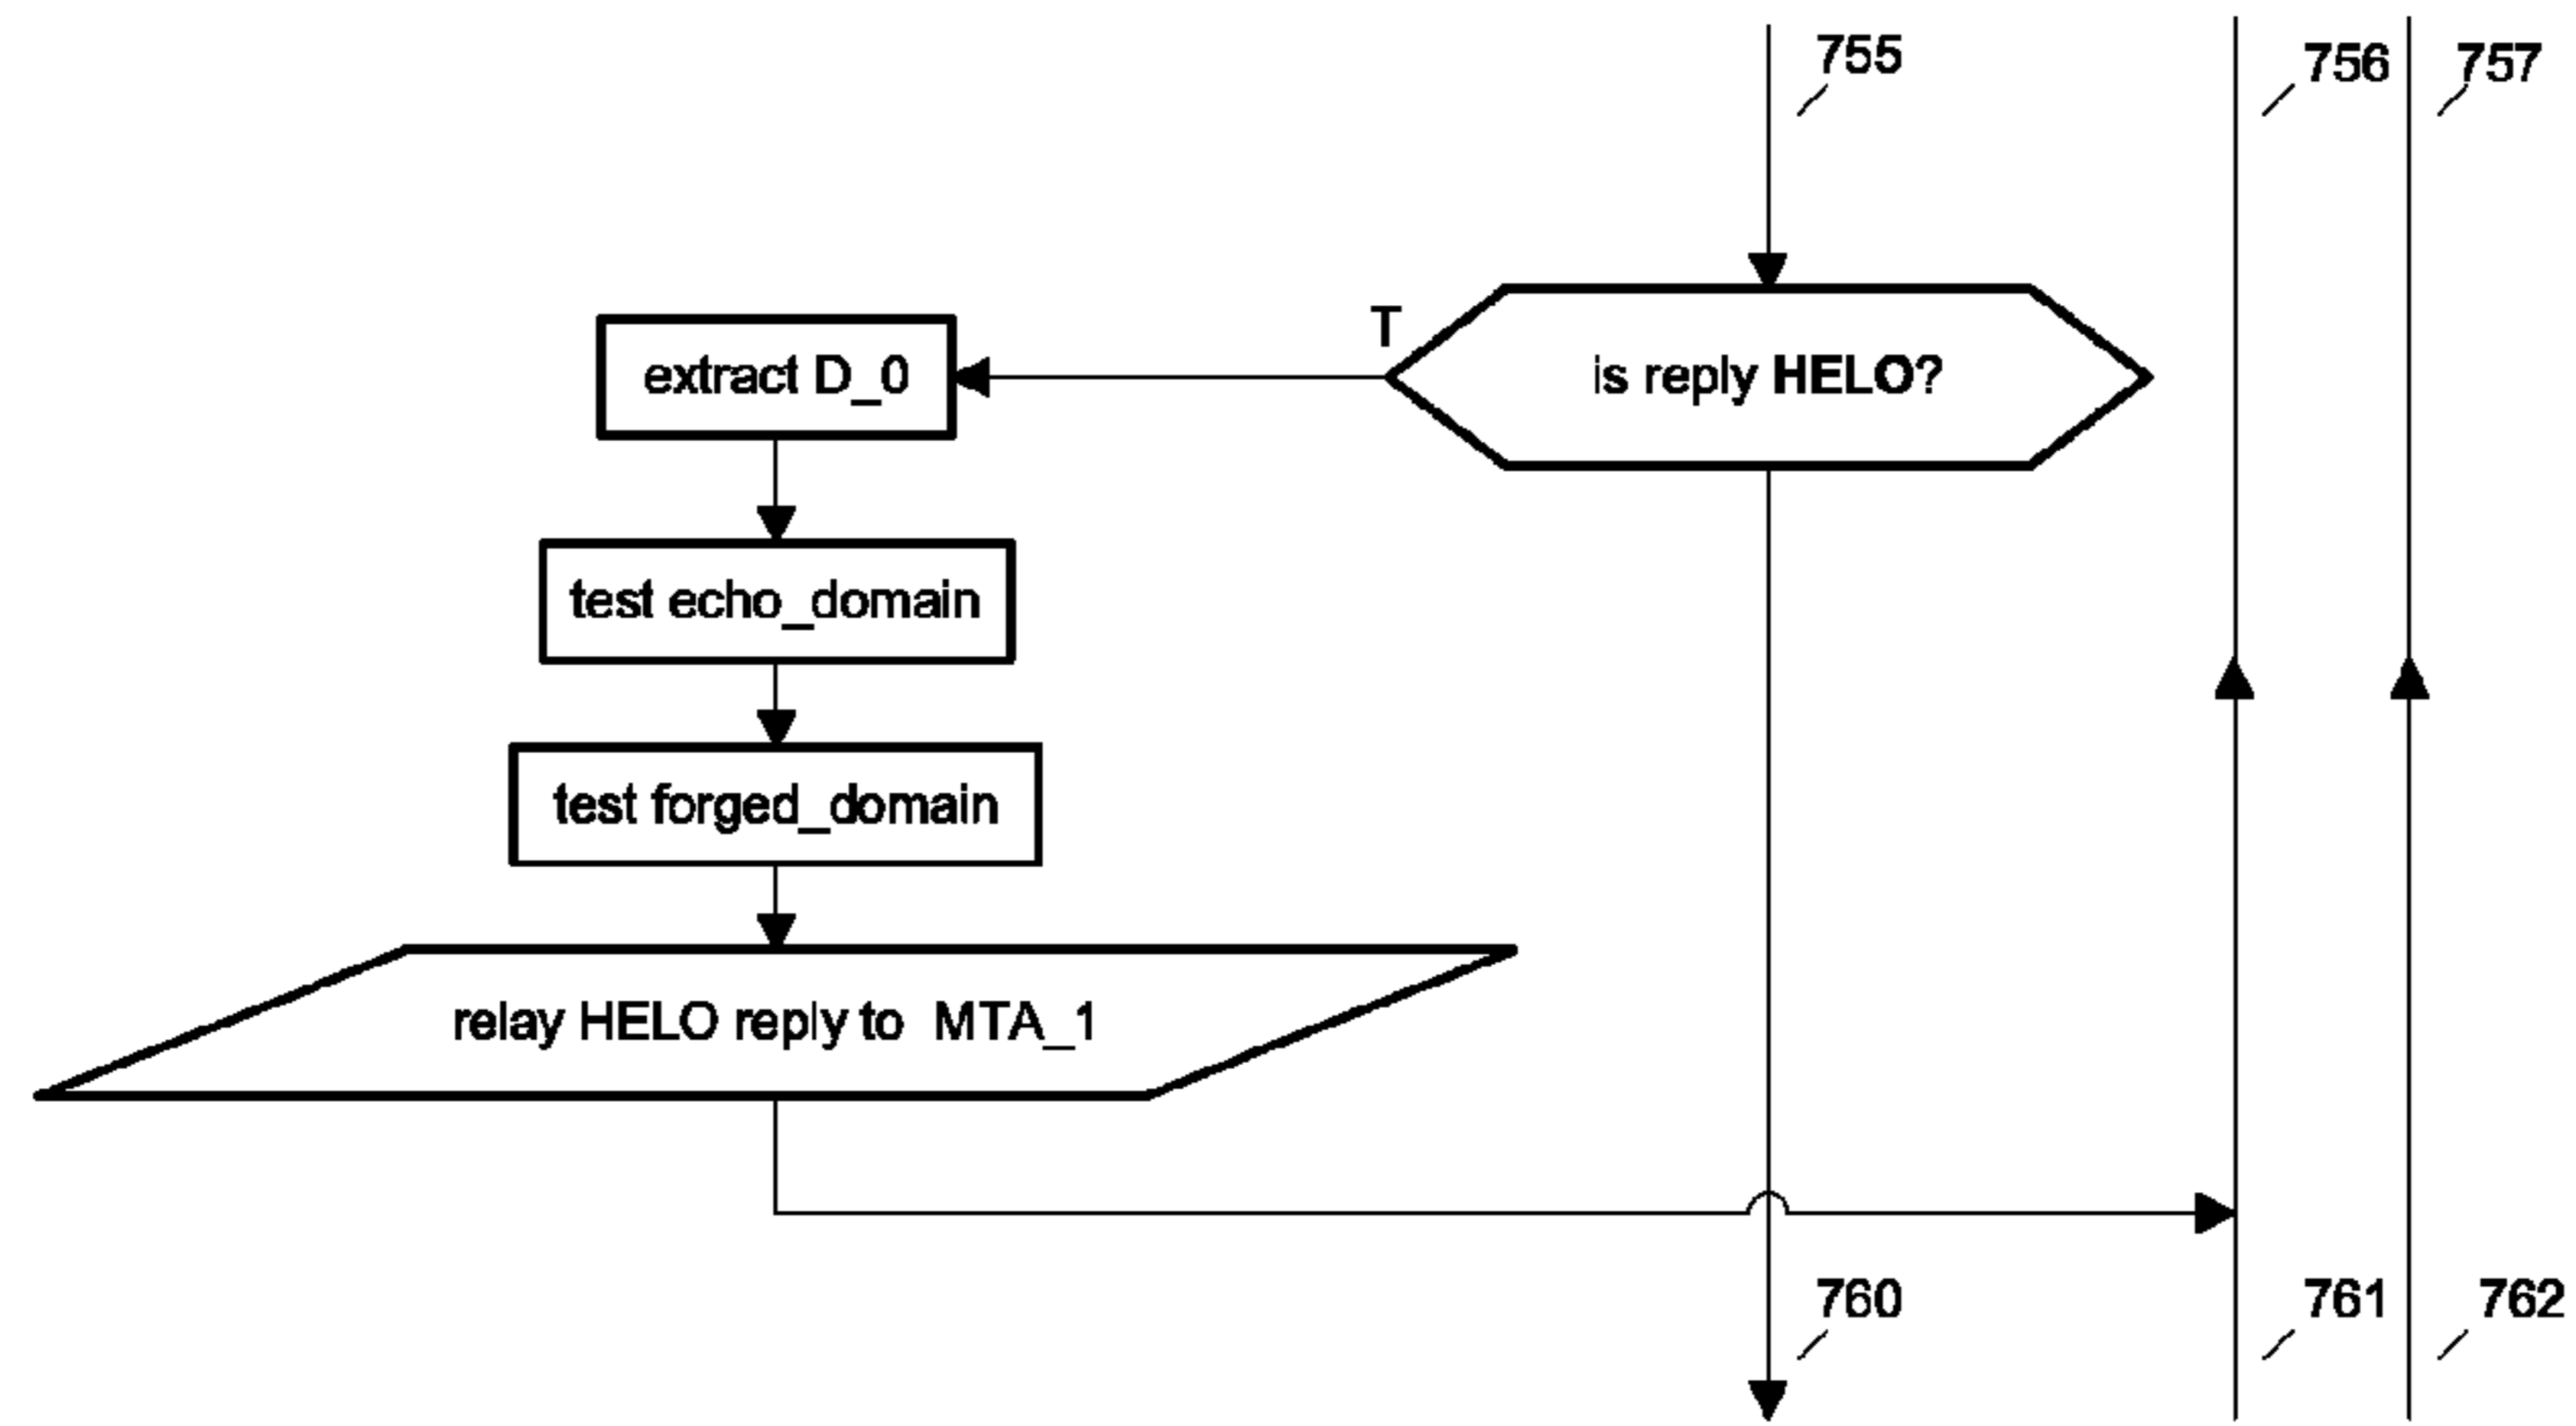 755
756
757
T
is reply HELO?
extract D_0
test echo_domain
test forged_domain
relay HELO reply to MTA_1
760
761
762